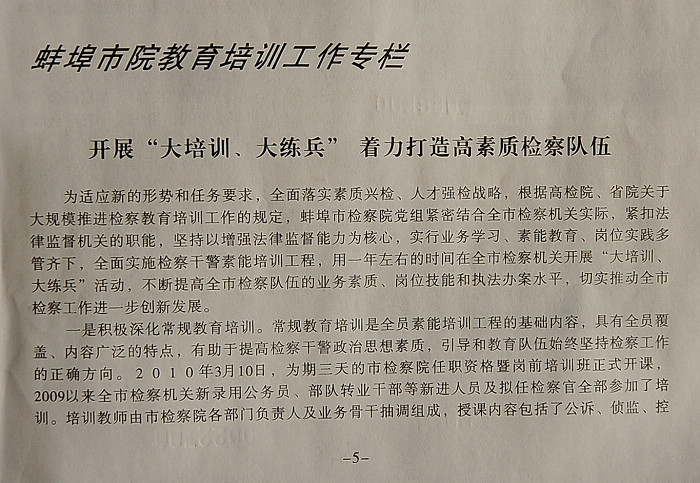 蚌埠市院教育培训工作专栏
开展“大培训、大练兵” 着力打造高素质检察队伍
为适应新的形势和任务要求，全面落实素质兴检、人才强检战略，根据高检院、省院关于
大规模推进检察教育培训工作的规定，蚌埠市检察院党组紧密结合全市检察机关实际，紧扣法
律监督机关的职能，坚持以增强法律监督能力为核心，实行业务学习、素能教育、岗位实践多
管齐下，全面实施检察干警素能培训工程，用一年左右的时间在全市检察机关开展“大培训、
大练兵”活动，不断提高全市检察队伍的业务素质、岗位技能和执法办案水平，切实推动全市
检察工作进一步创新发展。
一是积极深化常规教育培训。常规教育培训是全员素能培训工程的基础内容，具有全员覆
盖、内容广泛的特点，有助于提高检察干警政治思想素质，引导和教育队伍始终坚持检察工作
的正确方向。２０１０年3月10日，为期三天的市检察院任职资格暨岗前培训班正式开课，
2009以来全市检察机关新录用公务员、部队转业干部等新进人员及拟任检察官全部参加了培
训。培训教师由市检察院各部门负责人及业务骨干抽调组成，授课内容包括了公诉、侦监、控
-5-